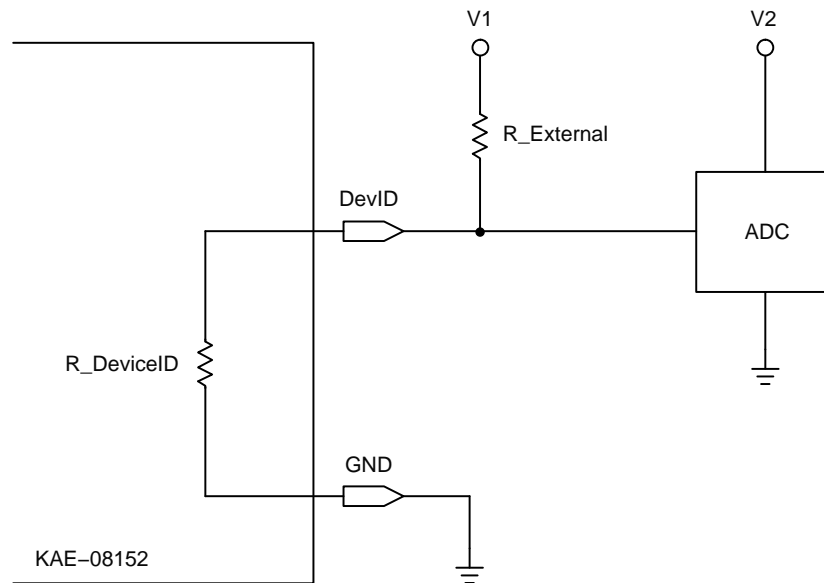 V1
V2
R_External
DevID
ADC
R_DeviceID
GND
KAE−08152